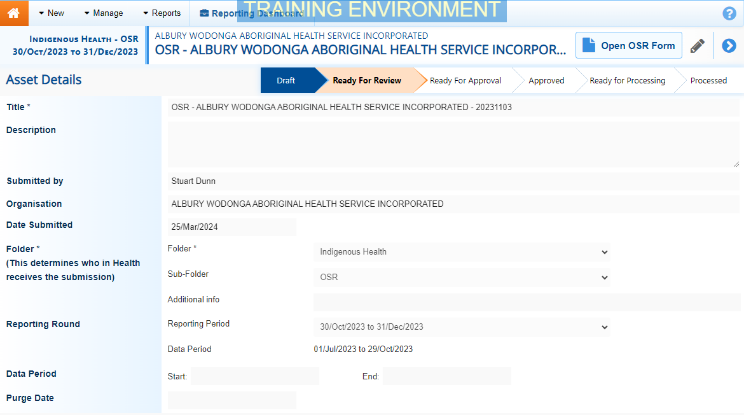 New Manage Reports Reporting Dashboard
TRAINING ENVIRONMENT
Indigenous Health - OSR
30/Oct/2023 to 31/Dec/2023
ALBURY WODONGA ABORIGINAL HEALTH SERVICE INCORPORATED
OSR - ALBURY WODONGA ABORIGINAL HEALTH SERVICE INCORPOR...
Open OSR Form
Asset Details
Draft Ready For Review Ready For Approval Approved Ready for Processing Processed
Title * OSR - ALBURY WODONGA ABORIGINAL HEALTH SERVICE INCORPORATED - 20231103
Description
Submitted by Stuart Dunn
Organisation ALBURY WODONGA ABORIGINAL HEALTH SERVICE INCORPORATED
Date Submitted 25/Mar/2024
Folder *
(This determines who in Health
receives the submission)
Folder * Indigenous Health
Sub-Folder OSR
Additional info
Reporting Round
Reporting Period 30/Oct/2023 to 31/Dec/2023
Data Period 01/Jul/2023 to 29/Oct/2023
Data Period Start: End:
Purge Date